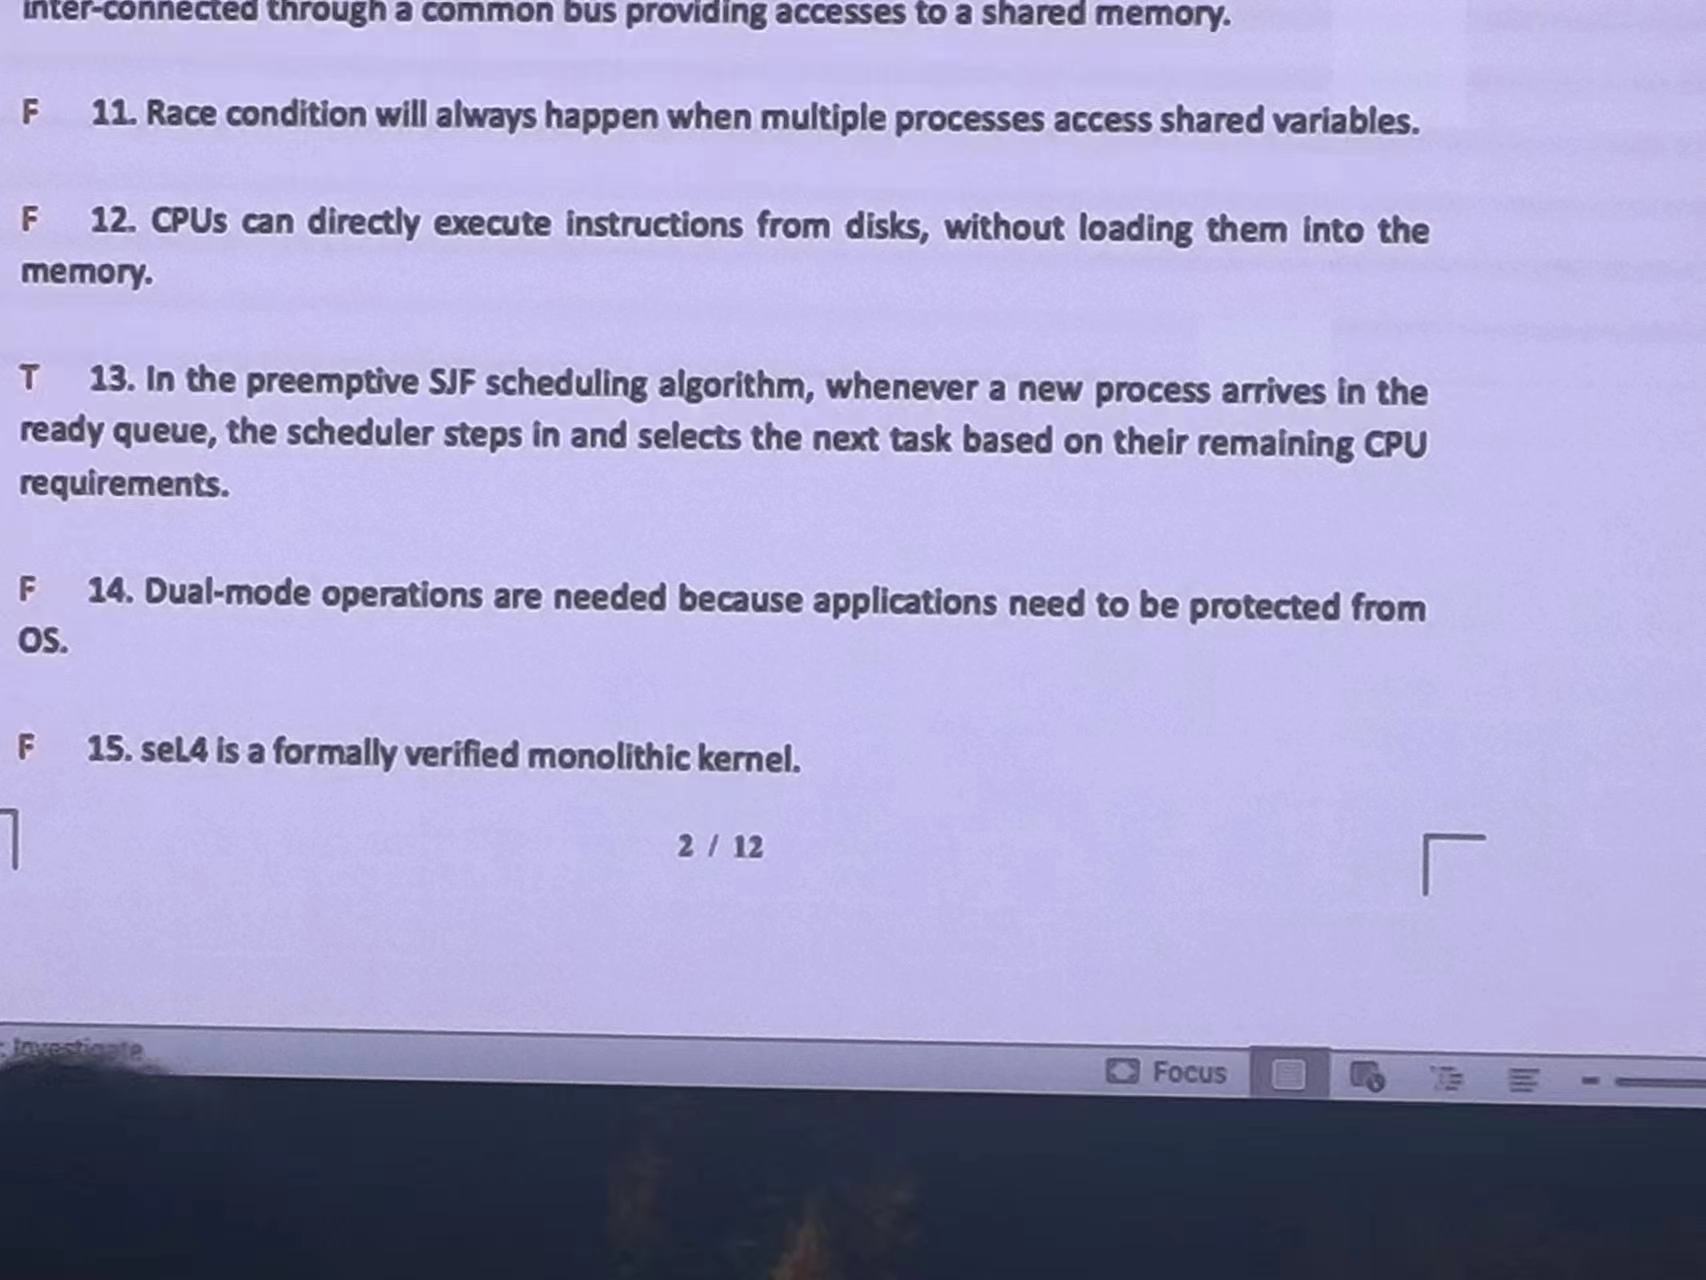 inter-connected through a common bus providing accesses to a shared memory.
F 11. Race condition will always happen when multiple processes access shared variables.
F 12. CPUs can directly execute instructions from disks, without loading them into the
memory.
T 13. In the preemptive SJF scheduling algorithm, whenever a new process arrives in the
ready queue, the scheduler steps in and selects the next task based on their remaining CPU
requirements.
F 14. Dual-mode operations are needed because applications need to be protected from
OS.
F 15. seL4 is a formally verified monolithic kernel.
2 / 12
: Investigate
Focus